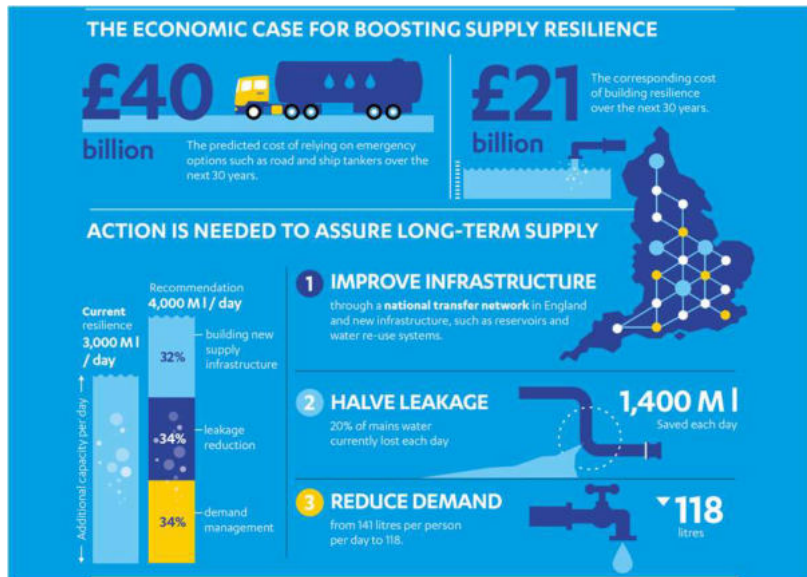 THE ECONOMIC CASE FOR BOOSTING SUPPLY RESILIENCE
£40
billion
The predicted cost of relying on emergency
options such as road and ship tankers over the
next 30 years.
£21
billion
The corresponding cost
of building resilience
over the next 30 years.
ACTION IS NEEDED TO ASSURE LONG-TERM SUPPLY
Current
resilience
3,000 M l
/ day
Additional capacity per day
Recommendation
4,000 M l / day
32%
building new
supply
infrastructure
34%
leakage
reduction
34%
demand
management
1 IMPROVE INFRASTRUCTURE
through a national transfer network in England
and new infrastructure, such as reservoirs and
water re-use systems.
2 HALVE LEAKAGE
20% of mains water
currently lost each day
1,400 M l
Saved each day
3 REDUCE DEMAND
from 141 litres per person
per day to 118.
118
litres